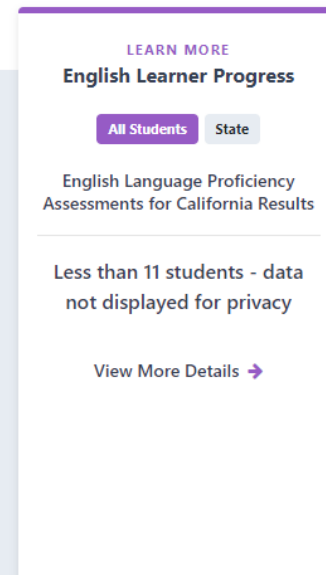 LEARN MORE
English Learner Progress
All Students State
English Language Proficiency
Assessments for California Results
Less than 11 students - data
not displayed for privacy
View More Details →